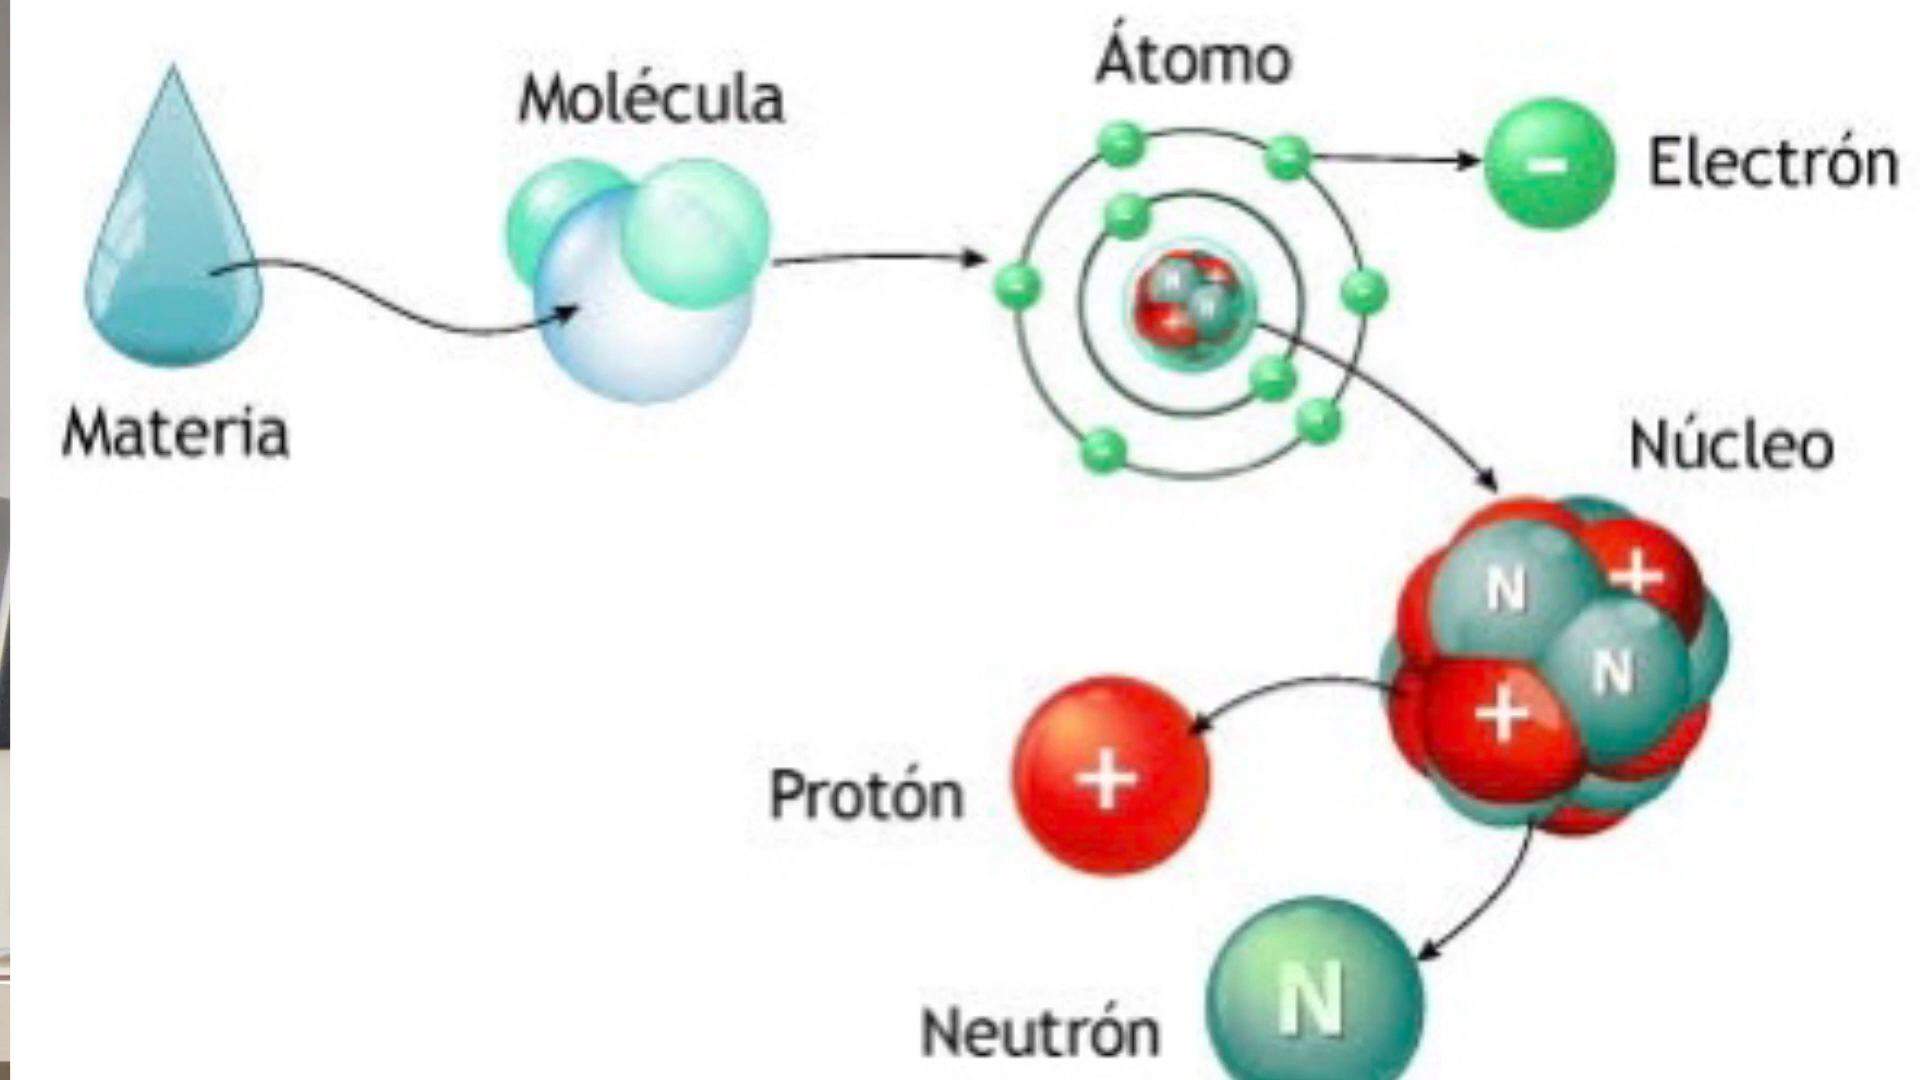 Átomo
Molécula
Electrón
-
Materia
Núcleo
N
+
N
+
Protón
+
Neutrón
N